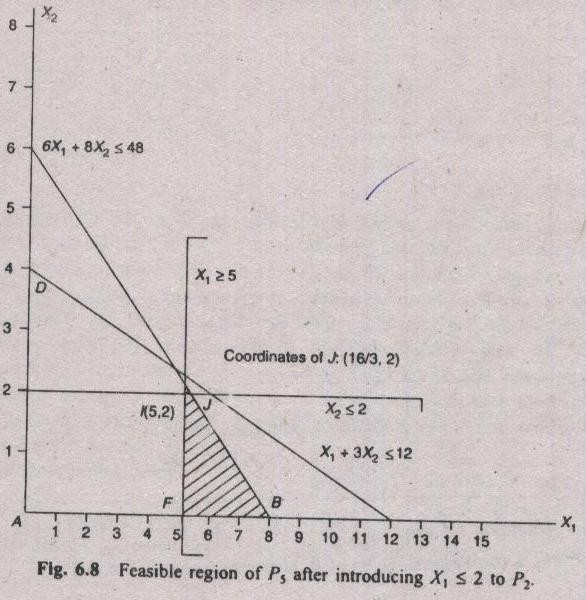 X₂
8
7
6
6X₁ + 8X₂ ≤ 48
5
X₁ ≥ 5
4
D
3
Coordinates of J: (16/3, 2)
2
I(5,2)
J
X₂ ≤ 2
1
X₁ + 3X₂ ≤ 12
F
B
A
X₁
1 2 3 4 5 6 7 8 9 10 11 12 13 14 15
Fig. 6.8 Feasible region of P₅ after introducing X₁ ≤ 2 to P₂.